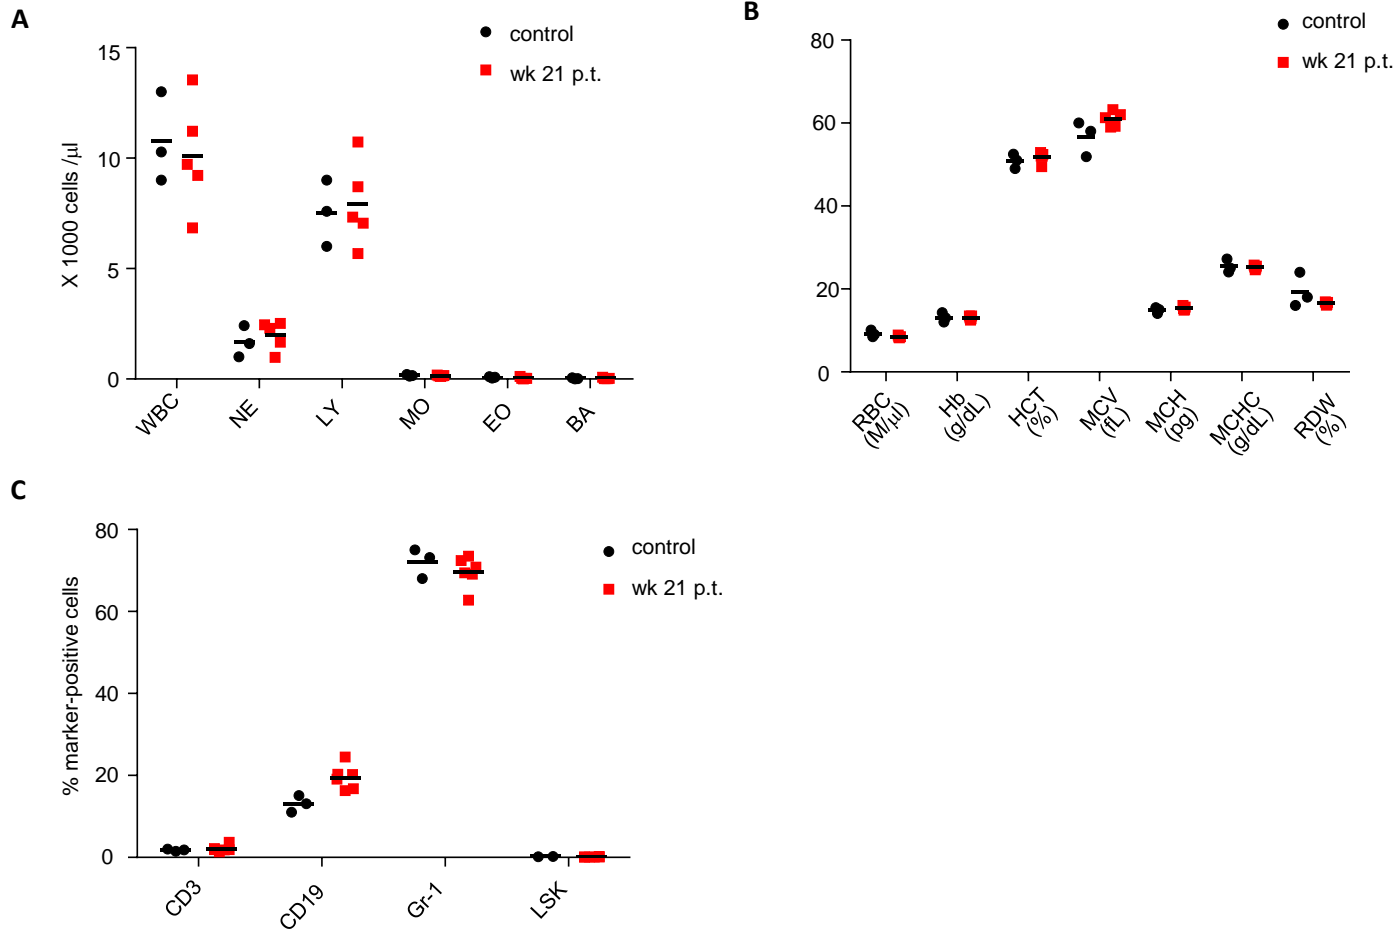 A
control
wk 21 p.t.
15
10
5
0
X 1000 cells /µl
WBC
NE
LY
MO
EO
BA
B
control
wk 21 p.t.
80
60
40
20
0
RBC
(M/µl)
Hb
(g/dL)
HCT
(%)
MCV
(fL)
MCH
(pg)
MCHC
(g/dL)
RDW
(%)
C
control
wk 21 p.t.
80
60
40
20
0
% marker-positive cells
CD3
CD19
Gr-1
LSK